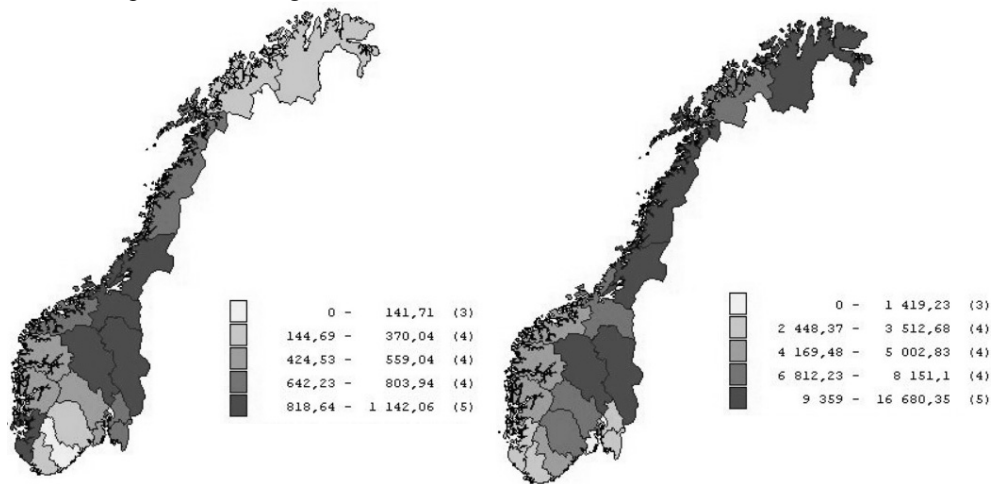 0 - 141,71 (3)
144,69 - 370,04 (4)
424,53 - 559,04 (4)
642,23 - 803,94 (4)
818,64 - 1 142,06 (5)
0 - 1 419,23 (3)
2 448,37 - 3 512,68 (4)
4 169,48 - 5 002,83 (4)
6 812,23 - 8 151,1 (4)
9 359 - 16 680,35 (5)